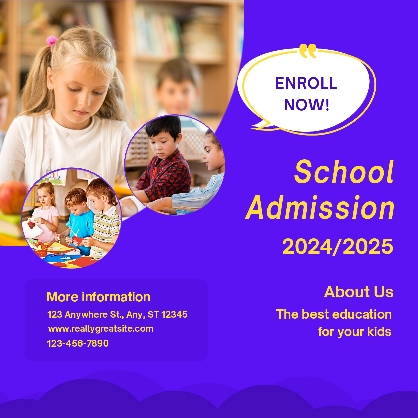 ENROLL
NOW!
School
Admission
2024/2025
About Us
The best education
for your kids
More information
123 Anywhere St., Any, ST 12345
www.reallygreatsite.com
123-456-7890